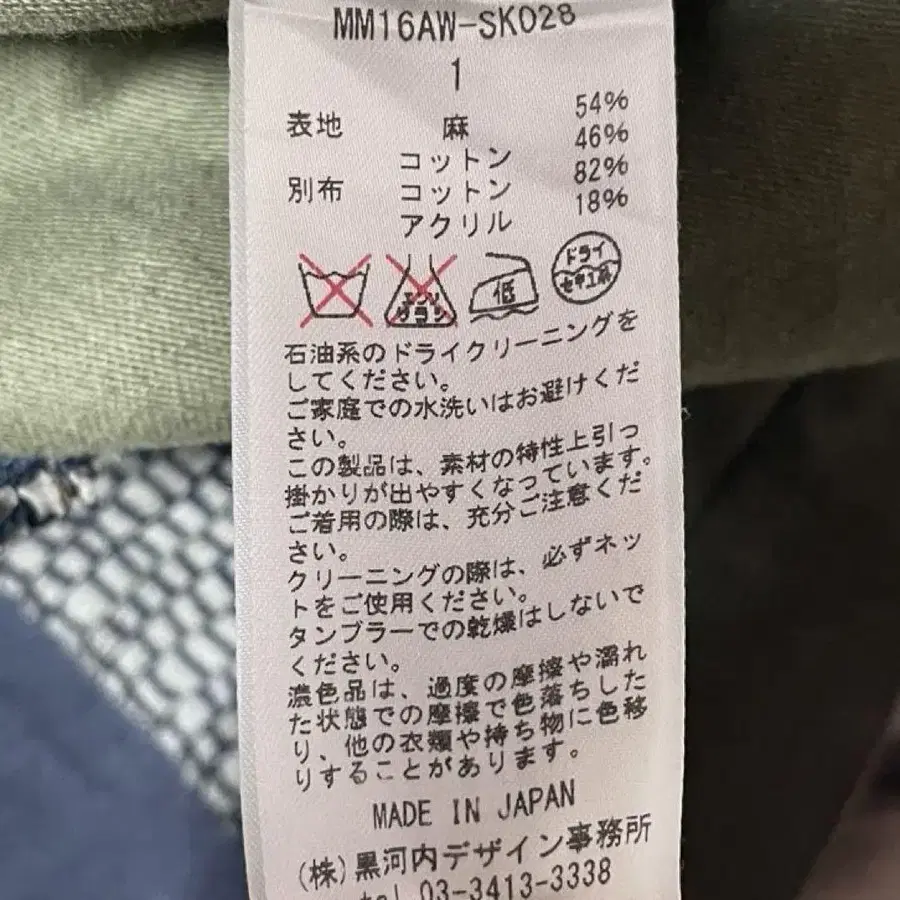 MM16AW-SK028
1
表地 麻 54%
コットン 46%
別布 コットン 82%
アクリル 18%
エンソ
サラシ
低
ドライ
セキユ系
石油系のドライクリーニングを
してください。
ご家庭での水洗いはお避けくだ
さい。
この製品は、素材の特性上引っ
掛かりが出やすくなっています。
ご着用の際は、充分ご注意くだ
さい。
クリーニングの際は、必ずネッ
トをご使用ください。
タンブラーでの乾燥はしないで
ください。
濃色品は、過度の摩擦や濡れ
た状態での摩擦で色落ちした
り、他の衣類や持ち物に色移
りすることがあります。
MADE IN JAPAN
(株)黒河内デザイン事務所
tel 03-3413-3338